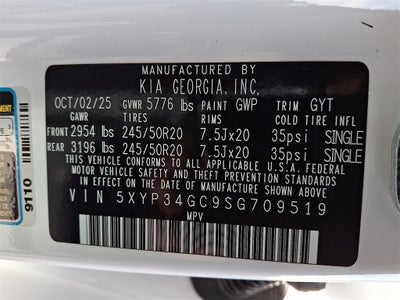 MANUFACTURED BY
KIA GEORGIA, INC.
OCT/02/25 GVWR 5776 lbs PAINT GWP TRIM GYT
GAWR TIRES RIMS COLD TIRE INFL
FRONT 2954 lbs 245/50R20 7.5Jx20 35psi SINGLE
REAR 3196 lbs 245/50R20 7.5Jx20 35psi SINGLE
THIS VEHICLE CONFORMS TO ALL APPLICABLE U.S.A. FEDERAL
MOTOR VEHICLE SAFETY AND THEFT PREVENTION STANDARDS
IN EFFECT ON THE DATE OF MANUFACTURE SHOWN ABOVE
VIN 5XYP34GC9SG709519
MPV
9110